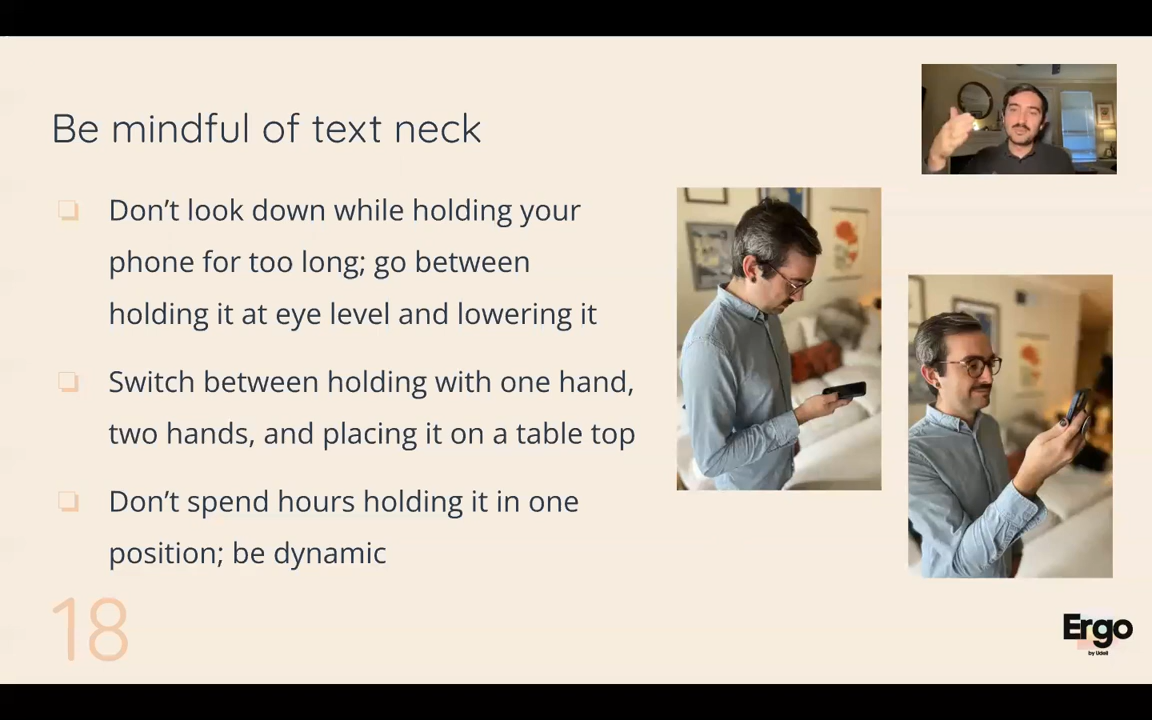 Be mindful of text neck
Don’t look down while holding your
phone for too long; go between
holding it at eye level and lowering it
Switch between holding with one hand,
two hands, and placing it on a table top
Don’t spend hours holding it in one
position; be dynamic
18
Ergo
by Udell